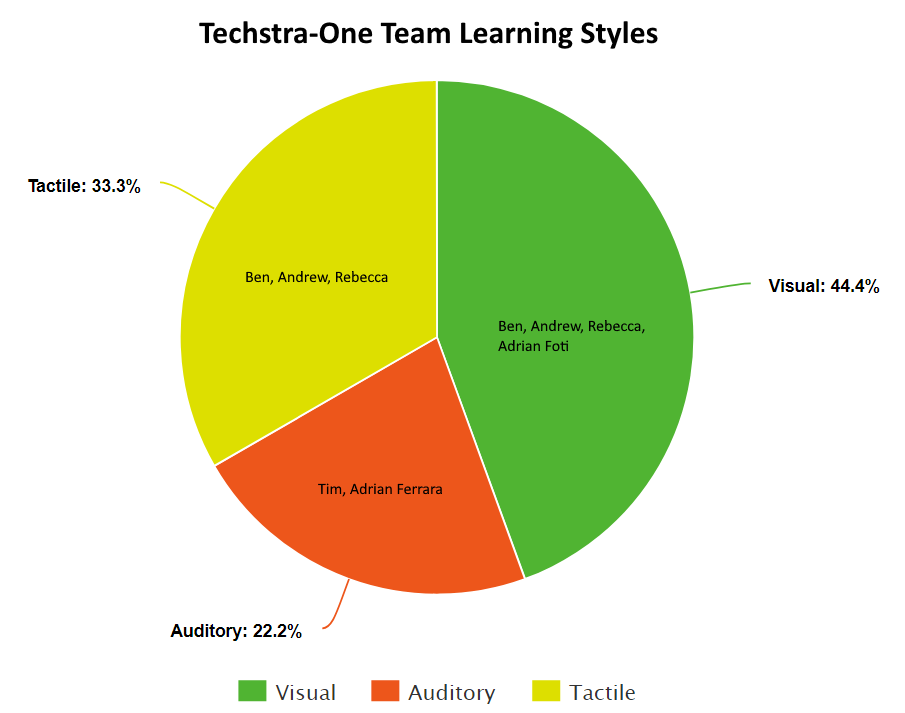 Techstra-One Team Learning Styles
Tactile: 33.3%
Ben, Andrew, Rebecca
Visual: 44.4%
Ben, Andrew, Rebecca,
Adrian Foti
Tim, Adrian Ferrara
Auditory: 22.2%
Visual
Auditory
Tactile